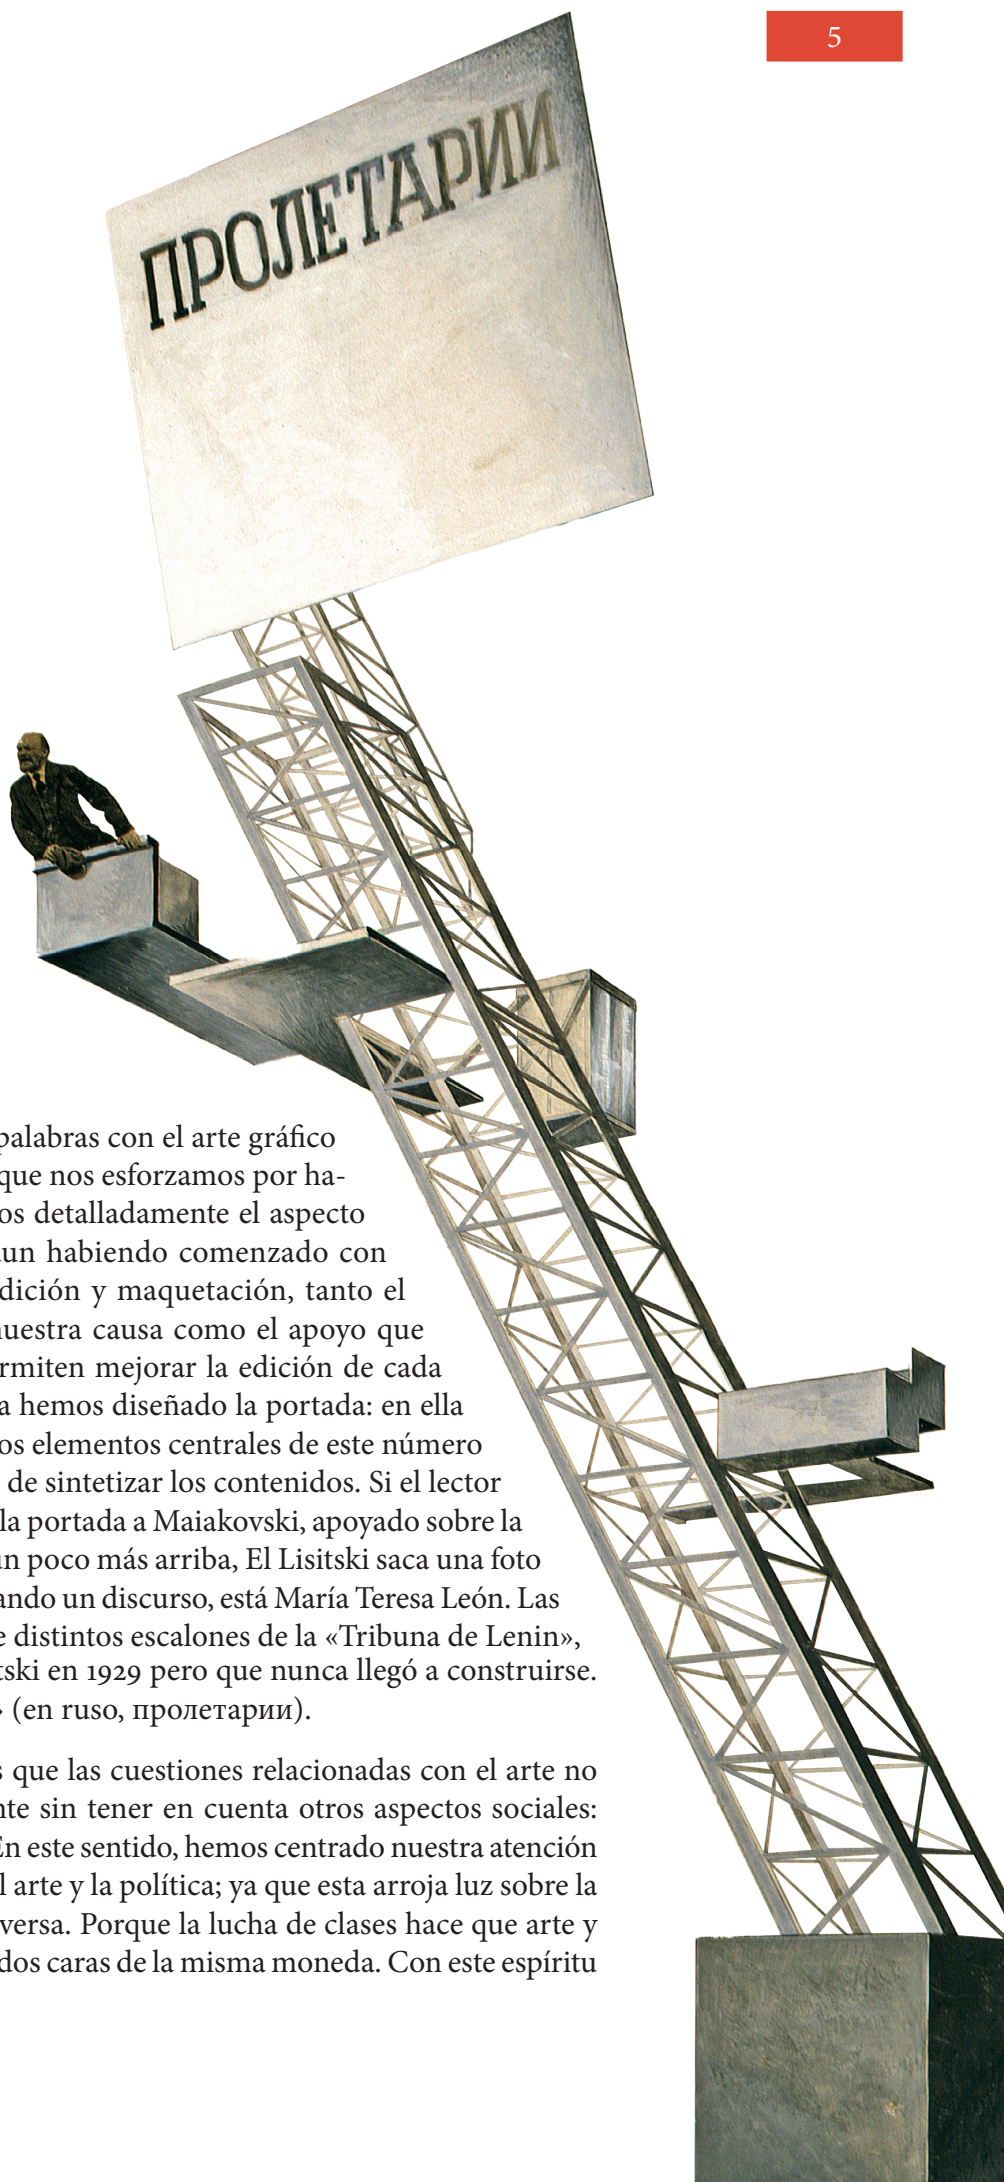 5
ПРОЛЕТАРИИ
palabras con el arte gráfico
que nos esforzamos por ha-
os detalladamente el aspecto
un habiendo comenzado con
dición y maquetación, tanto el
nuestra causa como el apoyo que
rmiten mejorar la edición de cada
a hemos diseñado la portada: en ella
os elementos centrales de este número
de sintetizar los contenidos. Si el lector
la portada a Maiakovski, apoyado sobre la
un poco más arriba, El Lisitski saca una foto
ando un discurso, está María Teresa León. Las
e distintos escalones de la «Tribuna de Lenin»,
tski en 1929 pero que nunca llegó a construirse.
» (en ruso, пролетарии).
s que las cuestiones relacionadas con el arte no
nte sin tener en cuenta otros aspectos sociales:
En este sentido, hemos centrado nuestra atención
l arte y la política; ya que esta arroja luz sobre la
versa. Porque la lucha de clases hace que arte y
dos caras de la misma moneda. Con este espíritu